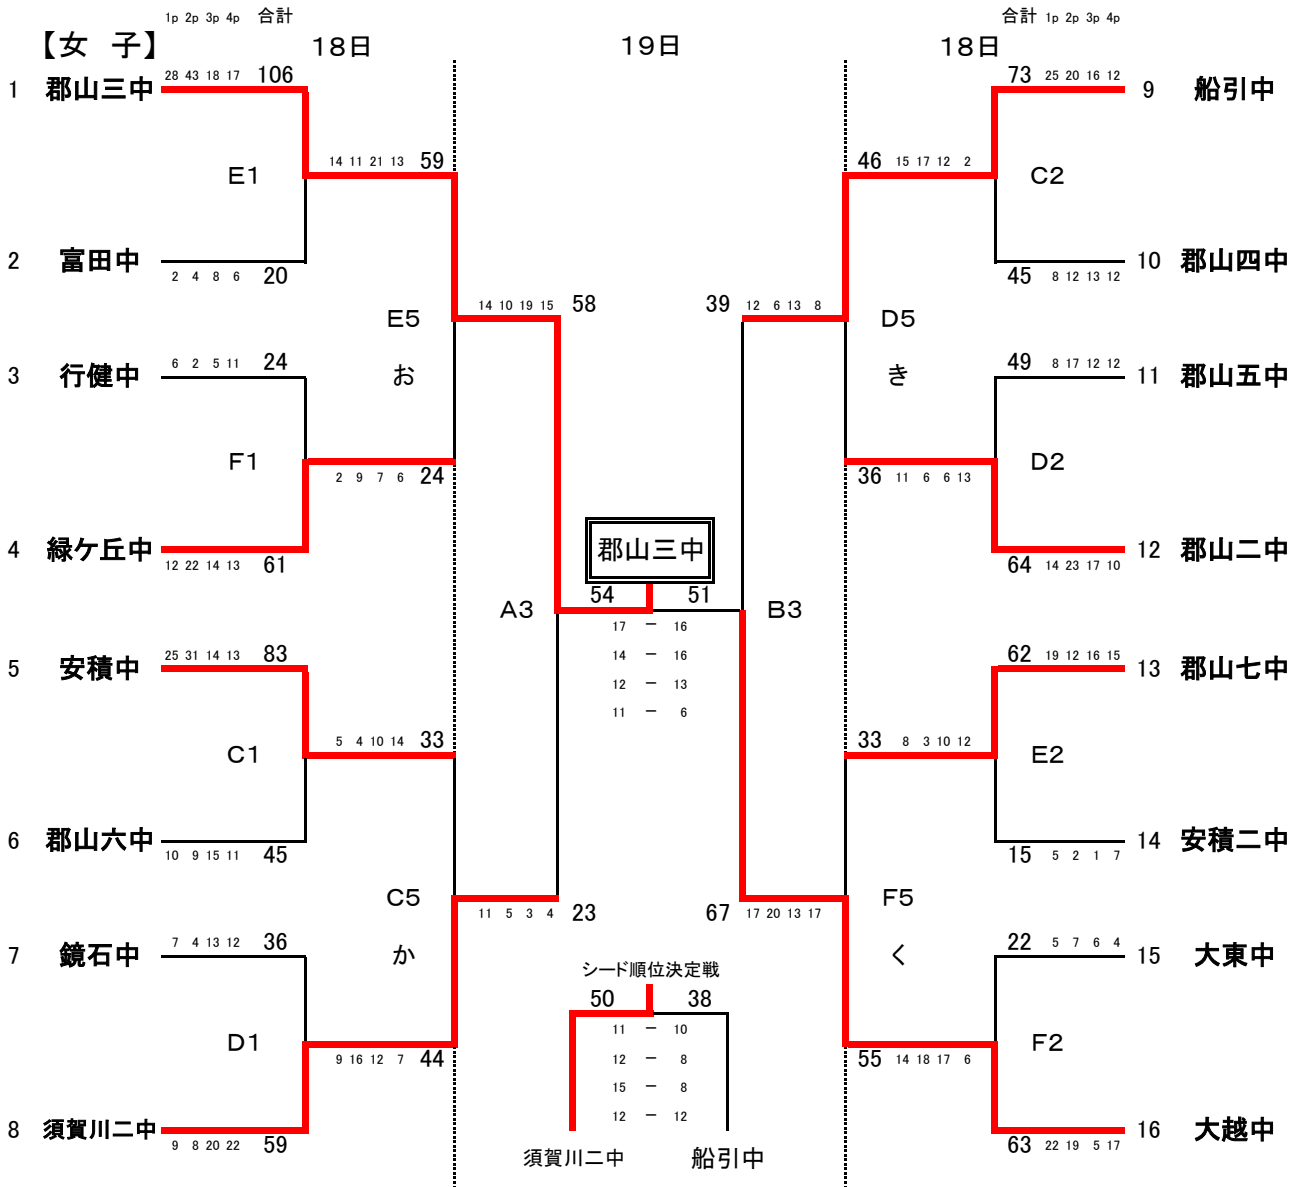 1p 2p 3p 4p 合計
合計 1p 2p 3p 4p
【女 子】 18日 19日 18日
1 郡山三中 28 43 18 17 106
73 25 20 16 12 9 船引中
E1 14 11 21 13 59
46 15 17 12 2 C2
2 富田中 2 4 8 6 20
45 8 12 13 12 10 郡山四中
E5 14 10 19 15 58
39 12 6 13 8 D5
3 行健中 6 2 5 11 24
お
き
49 8 17 12 12 11 郡山五中
F1 2 9 7 6 24
36 11 6 6 13 D2
4 緑ケ丘中 12 22 14 13 61
郡山三中
64 14 23 17 10 12 郡山二中
A3 54 51 B3
17 － 16
14 － 16
12 － 13
11 － 6
5 安積中 25 31 14 13 83
62 19 12 16 15 13 郡山七中
C1 5 4 10 14 33
33 8 3 10 12 E2
6 郡山六中 10 9 15 11 45
15 5 2 1 7 14 安積二中
C5 11 5 3 4 23
67 17 20 13 17 F5
7 鏡石中 7 4 13 12 36
か
く
22 5 7 6 4 15 大東中
シード順位決定戦
50 38
11 － 10
12 － 8
15 － 8
12 － 12
D1 9 16 12 7 44
55 14 18 17 6 F2
8 須賀川二中 9 8 20 22 59
63 22 19 5 17 16 大越中
須賀川二中 船引中